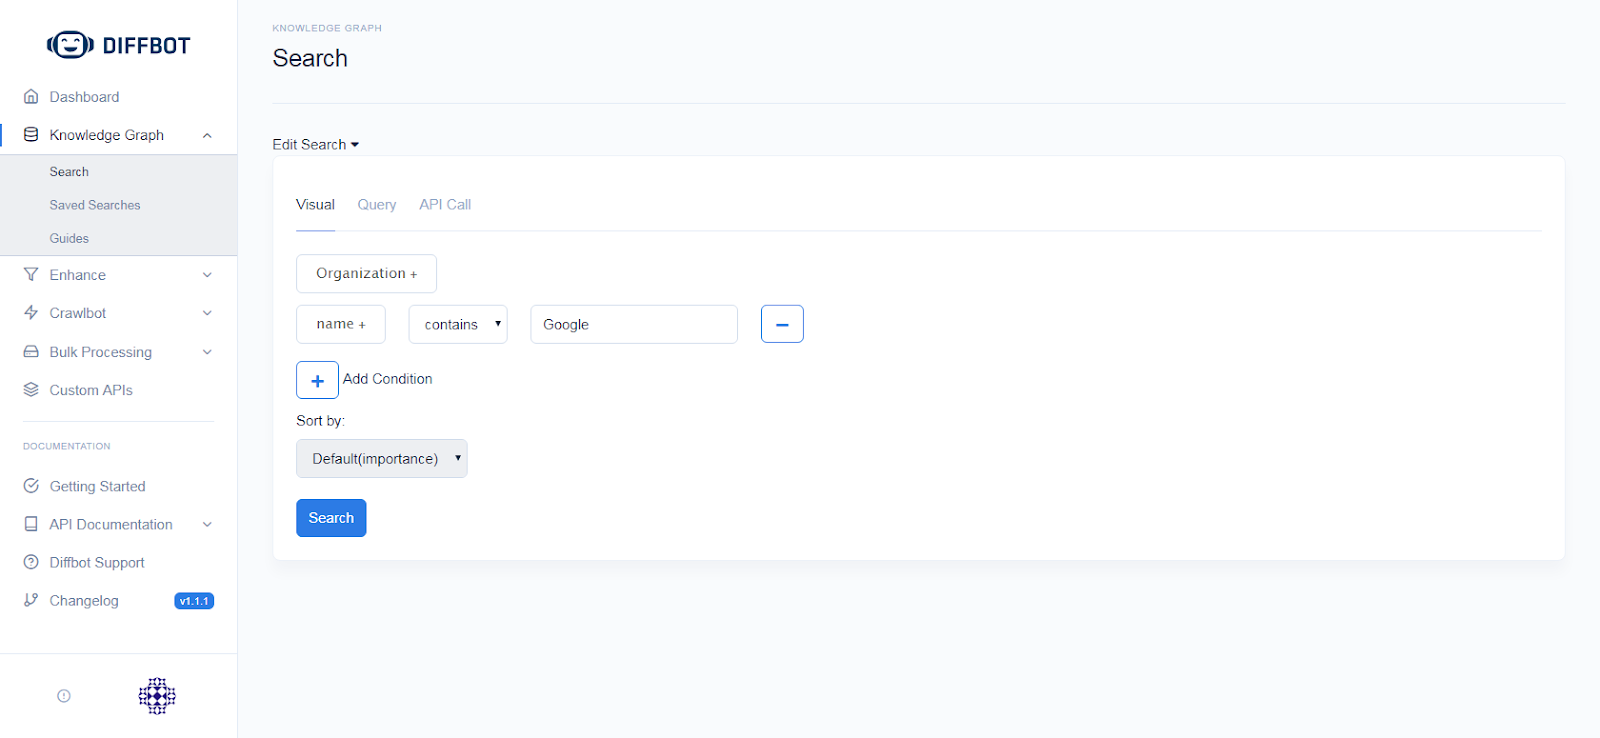 DIFFBOT
Dashboard
Knowledge Graph
Search
Saved Searches
Guides
Enhance
Crawlbot
Bulk Processing
Custom APIs
DOCUMENTATION
Getting Started
API Documentation
Diffbot Support
Changelog v1.1.1
KNOWLEDGE GRAPH
Search
Edit Search
Visual Query API Call
Organization +
name + contains Google
Add Condition
Sort by:
Default(importance)
Search